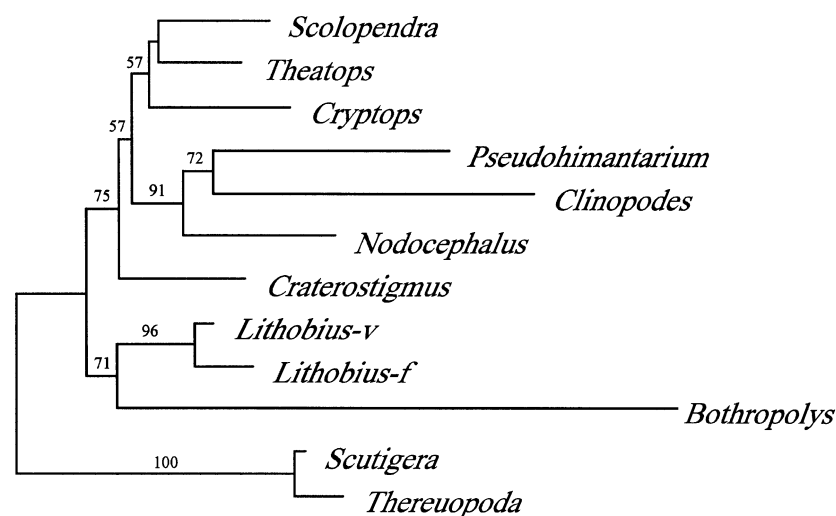 Scolopendra
57
Theatops
Cryptops
57
72
Pseudohimantarium
91
75
Clinopodes
Nodocephalus
Craterostigmus
96
Lithobius-v
71
Lithobius-f
Bothropolys
100
Scutigera
Thereuopoda